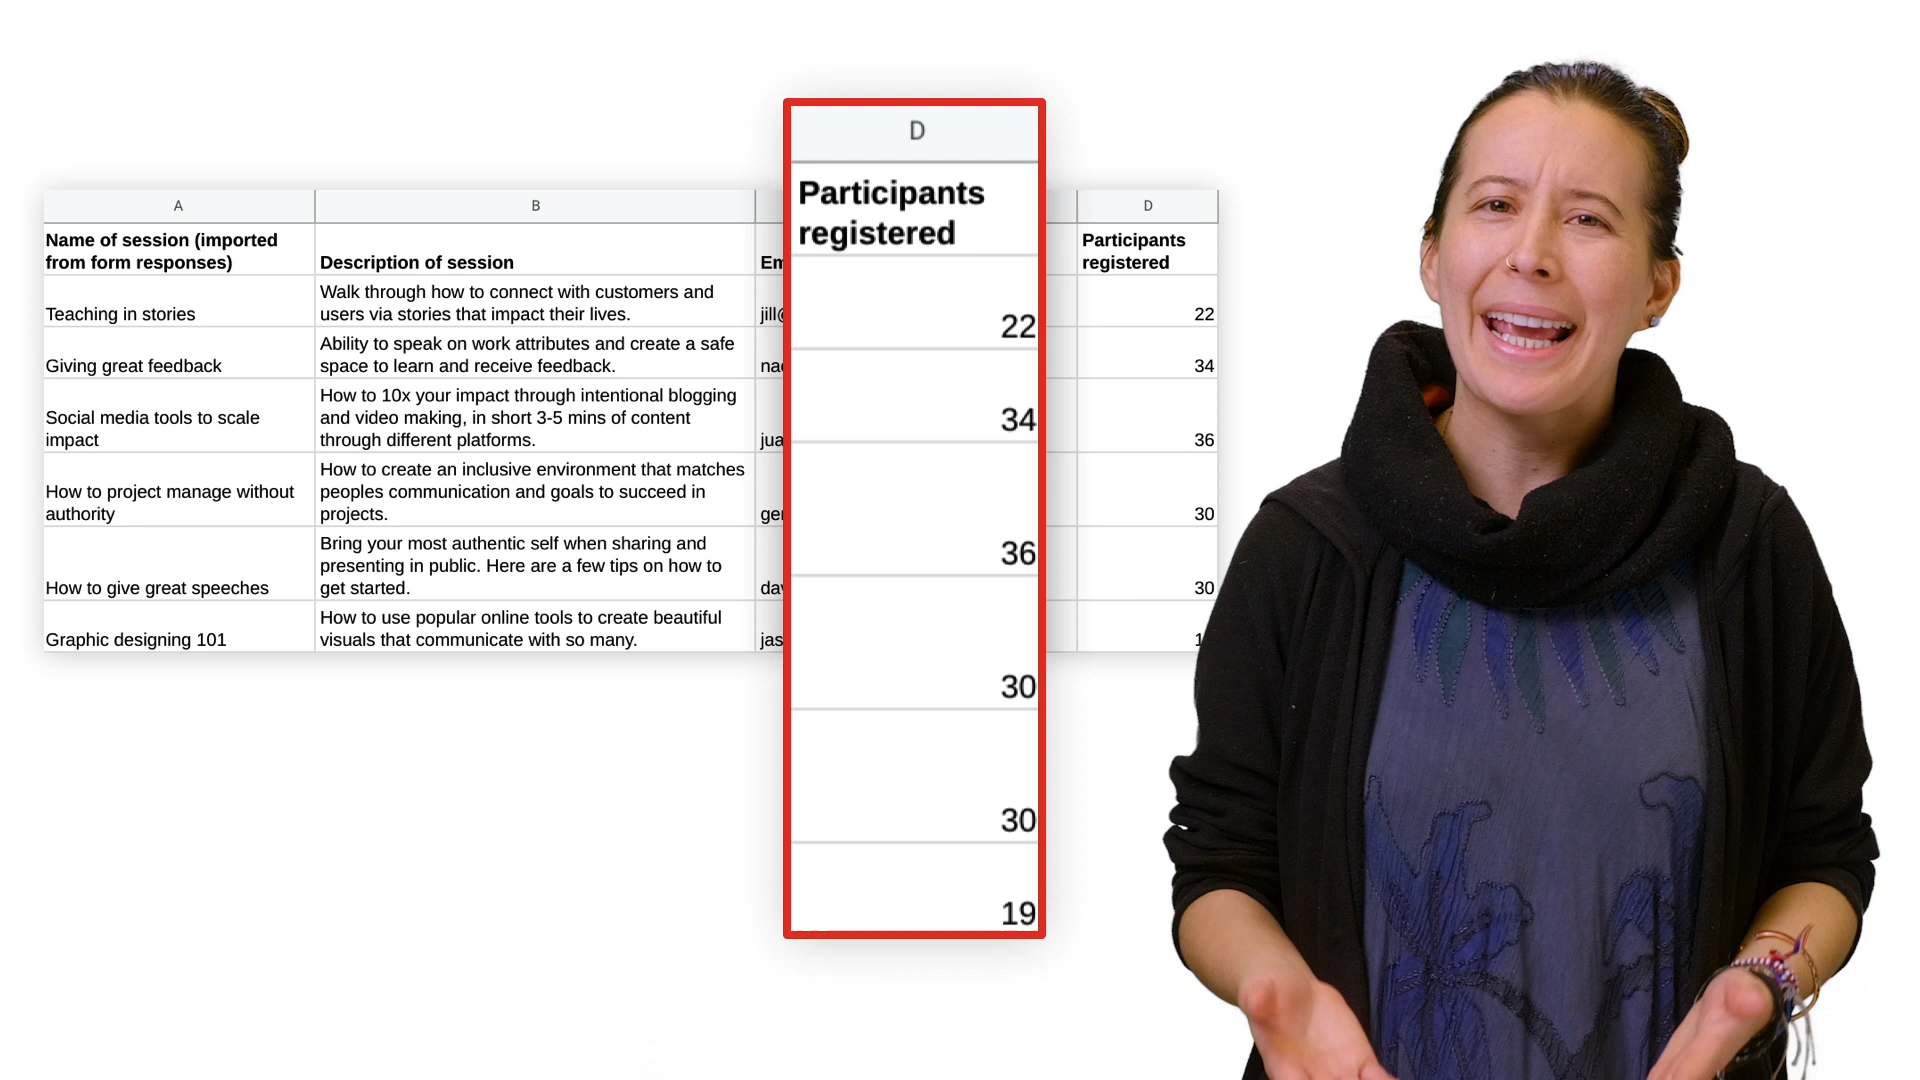 A
B
D
Name of session (imported
from form responses)
Description of session
Participants
registered
Teaching in stories
Walk through how to connect with customers and
users via stories that impact their lives.
22
Giving great feedback
Ability to speak on work attributes and create a safe
space to learn and receive feedback.
34
Social media tools to scale
impact
How to 10x your impact through intentional blogging
and video making, in short 3-5 mins of content
through different platforms.
36
How to project manage without
authority
How to create an inclusive environment that matches
peoples communication and goals to succeed in
projects.
30
How to give great speeches
Bring your most authentic self when sharing and
presenting in public. Here are a few tips on how to
get started.
30
Graphic designing 101
How to use popular online tools to create beautiful
visuals that communicate with so many.
D
Participants
registered
22
34
36
30
30
19